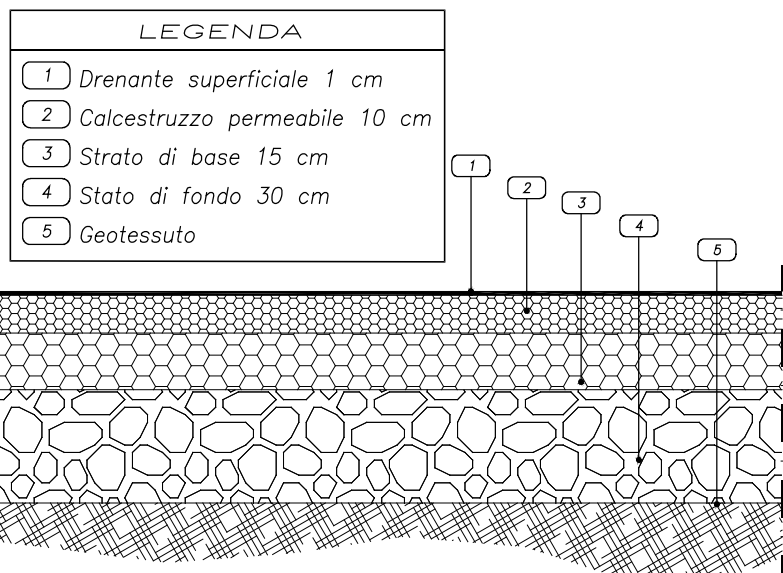 LEGENDA
1 Drenante superficiale 1 cm
2 Calcestruzzo permeabile 10 cm
3 Strato di base 15 cm
4 Stato di fondo 30 cm
5 Geotessuto
1
2
3
4
5